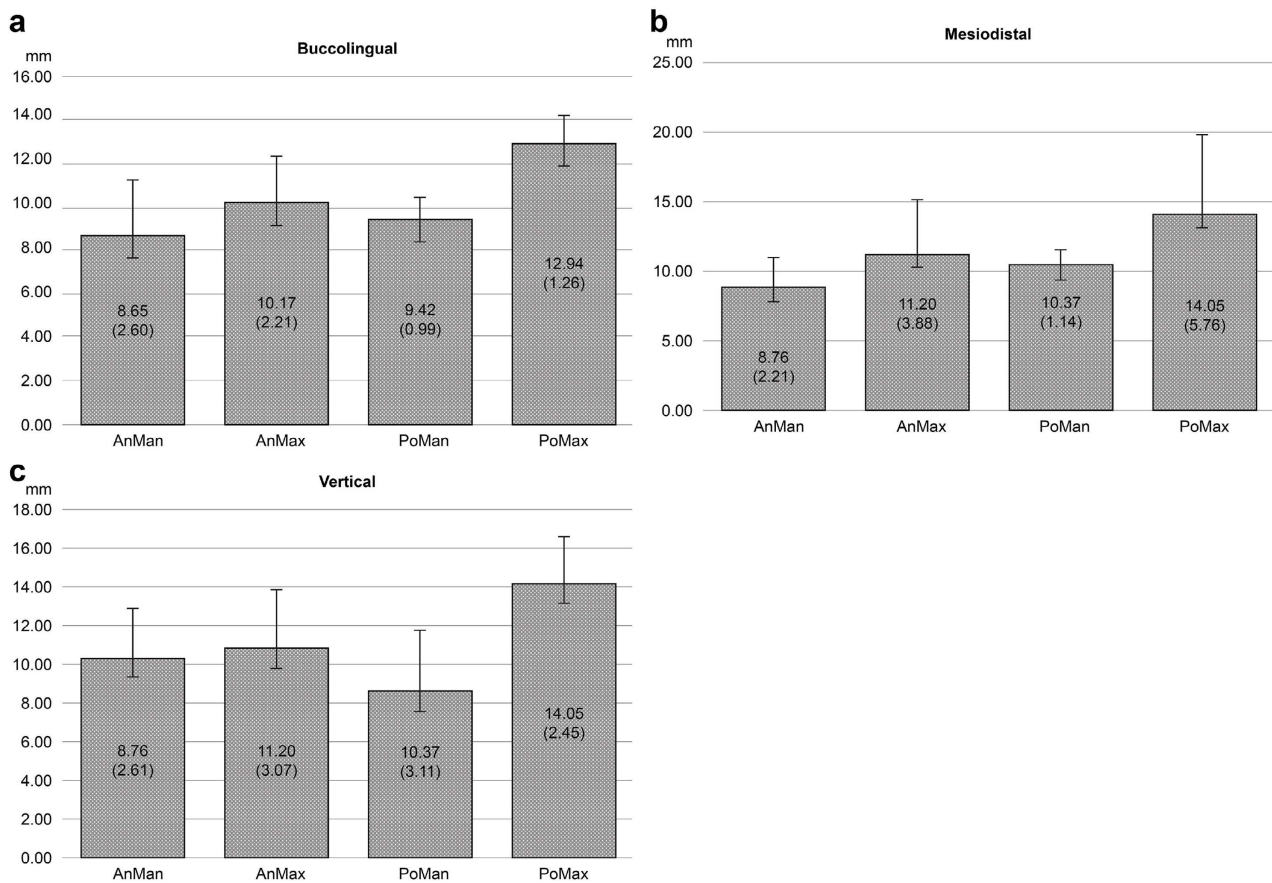 a
Buccolingual
mm
16.00
14.00
12.00
10.00
8.00
6.00
4.00
2.00
0.00
8.65
(2.60)
10.17
(2.21)
9.42
(0.99)
12.94
(1.26)
AnMan
AnMax
PoMan
PoMax
b
Mesiodistal
mm
25.00
20.00
15.00
10.00
5.00
0.00
8.76
(2.21)
11.20
(3.88)
10.37
(1.14)
14.05
(5.76)
AnMan
AnMax
PoMan
PoMax
c
Vertical
mm
18.00
16.00
14.00
12.00
10.00
8.00
6.00
4.00
2.00
0.00
8.76
(2.61)
11.20
(3.07)
10.37
(3.11)
14.05
(2.45)
AnMan
AnMax
PoMan
PoMax